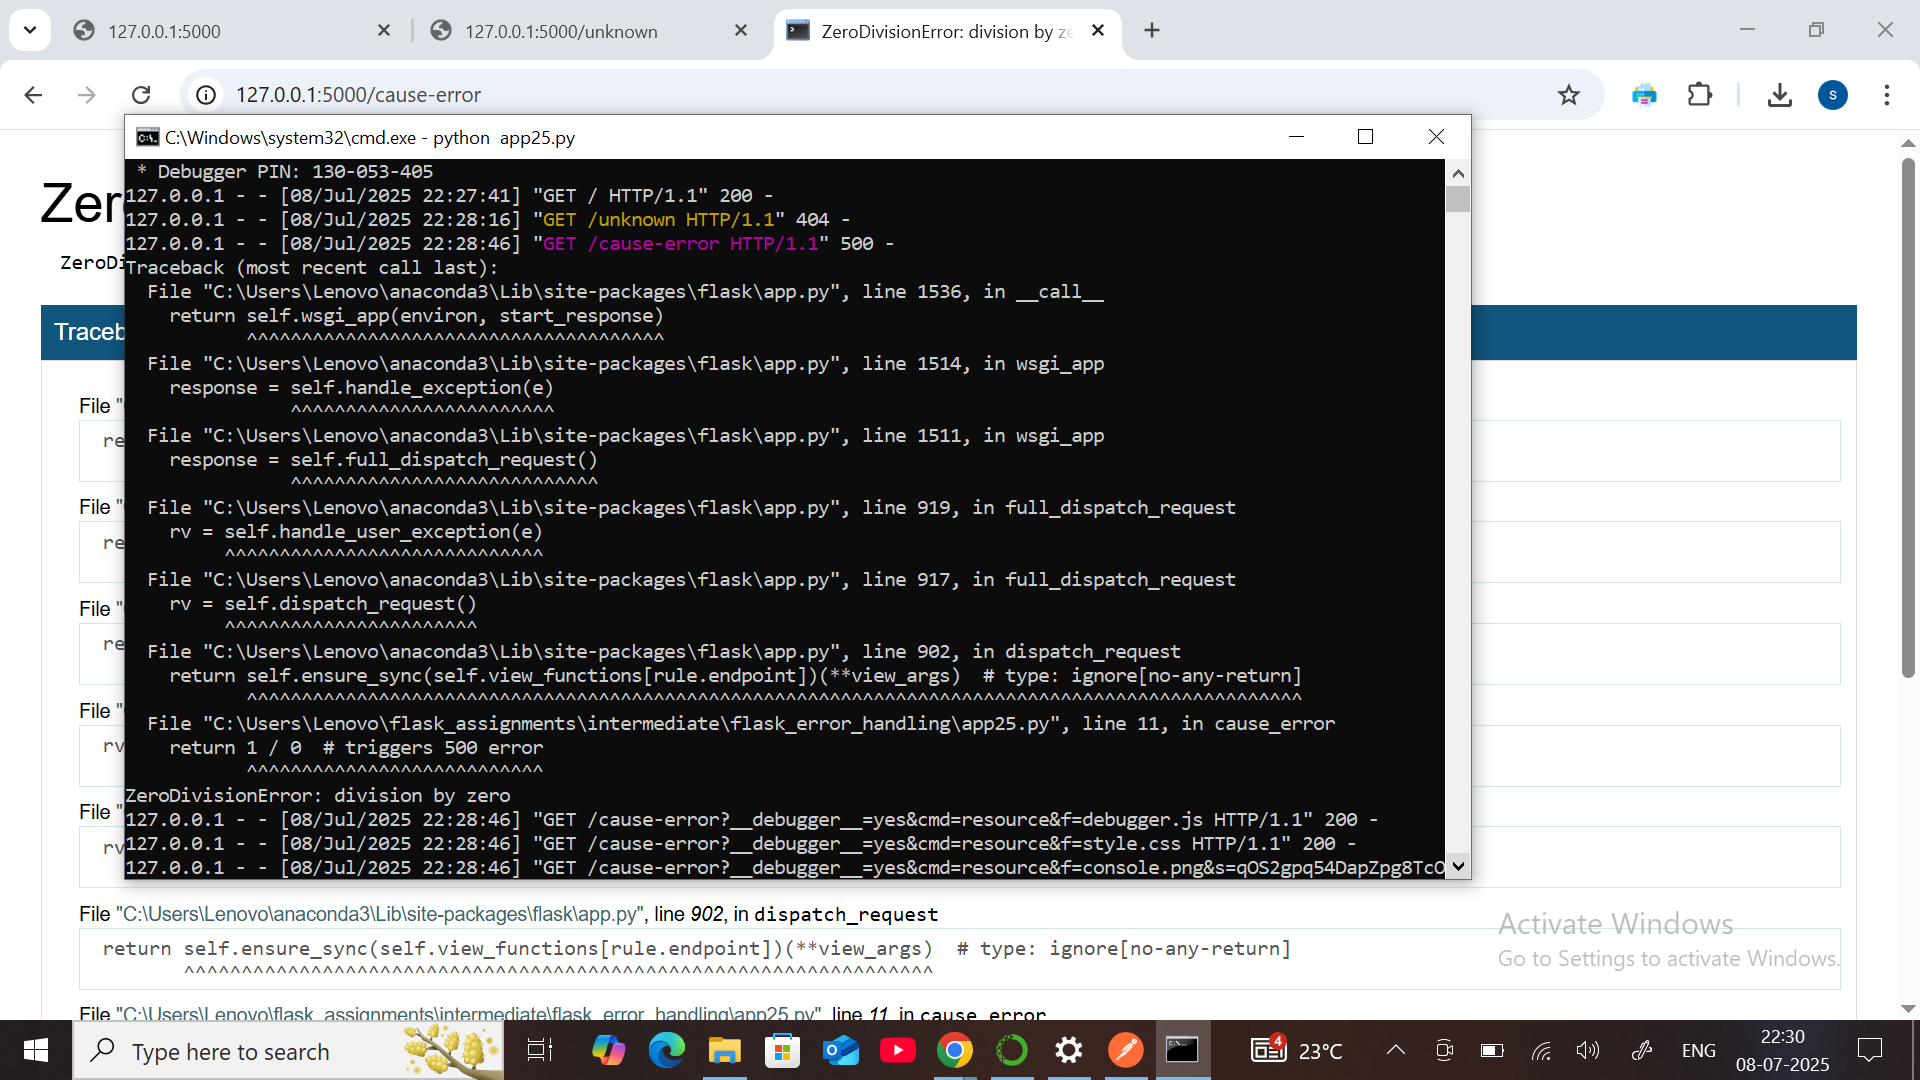 127.0.0.1:5000
127.0.0.1:5000/unknown
ZeroDivisionError: division by ze
127.0.0.1:5000/cause-error
S
C:\Windows\system32\cmd.exe - python  app25.py
* Debugger PIN: 130-053-405
127.0.0.1 - - [08/Jul/2025 22:27:41] "GET / HTTP/1.1" 200 -
127.0.0.1 - - [08/Jul/2025 22:28:16] "GET /unknown HTTP/1.1" 404 -
127.0.0.1 - - [08/Jul/2025 22:28:46] "GET /cause-error HTTP/1.1" 500 -
Traceback (most recent call last):
  File "C:\Users\Lenovo\anaconda3\Lib\site-packages\flask\app.py", line 1536, in __call__
    return self.wsgi_app(environ, start_response)
           ^^^^^^^^^^^^^^^^^^^^^^^^^^^^^^^^^^^^^^
  File "C:\Users\Lenovo\anaconda3\Lib\site-packages\flask\app.py", line 1514, in wsgi_app
    response = self.handle_exception(e)
               ^^^^^^^^^^^^^^^^^^^^^^^^
  File "C:\Users\Lenovo\anaconda3\Lib\site-packages\flask\app.py", line 1511, in wsgi_app
    response = self.full_dispatch_request()
               ^^^^^^^^^^^^^^^^^^^^^^^^^^^^
  File "C:\Users\Lenovo\anaconda3\Lib\site-packages\flask\app.py", line 919, in full_dispatch_request
    rv = self.handle_user_exception(e)
         ^^^^^^^^^^^^^^^^^^^^^^^^^^^^^
  File "C:\Users\Lenovo\anaconda3\Lib\site-packages\flask\app.py", line 917, in full_dispatch_request
    rv = self.dispatch_request()
         ^^^^^^^^^^^^^^^^^^^^^^^
  File "C:\Users\Lenovo\anaconda3\Lib\site-packages\flask\app.py", line 902, in dispatch_request
    return self.ensure_sync(self.view_functions[rule.endpoint])(**view_args)  # type: ignore[no-any-return]
           ^^^^^^^^^^^^^^^^^^^^^^^^^^^^^^^^^^^^^^^^^^^^^^^^^^^^^^^^^^^^^^^^^^^^^^^^^^^^^^^^^^^^^^^^^^^^^^^^
  File "C:\Users\Lenovo\flask_assignments\intermediate\flask_error_handling\app25.py", line 11, in cause_error
    return 1 / 0  # triggers 500 error
           ^^^^^^^^^^^^^^^^^^^^^^^^^^^
ZeroDivisionError: division by zero
127.0.0.1 - - [08/Jul/2025 22:28:46] "GET /cause-error?__debugger__=yes&cmd=resource&f=debugger.js HTTP/1.1" 200 -
127.0.0.1 - - [08/Jul/2025 22:28:46] "GET /cause-error?__debugger__=yes&cmd=resource&f=style.css HTTP/1.1" 200 -
127.0.0.1 - - [08/Jul/2025 22:28:46] "GET /cause-error?__debugger__=yes&cmd=resource&f=console.png&s=qOS2gpq54DapZpg8TcO
Zer
ZeroDi
Traceb
File "
re
File "
re
File "
re
File "
rv
File "
rv
File "C:\Users\Lenovo\anaconda3\Lib\site-packages\flask\app.py", line 902, in dispatch_request
return self.ensure_sync(self.view_functions[rule.endpoint])(**view_args)  # type: ignore[no-any-return]
       ^^^^^^^^^^^^^^^^^^^^^^^^^^^^^^^^^^^^^^^^^^^^^^^^^^^^^^^^^^^^^^^^^
File "C:\Users\Lenovo\flask_assignments\intermediate\flask_error_handling\app25.py", line 11, in cause_error
Activate Windows
Go to Settings to activate Windows.
Type here to search
4
23°C
ENG
22:30
08-07-2025